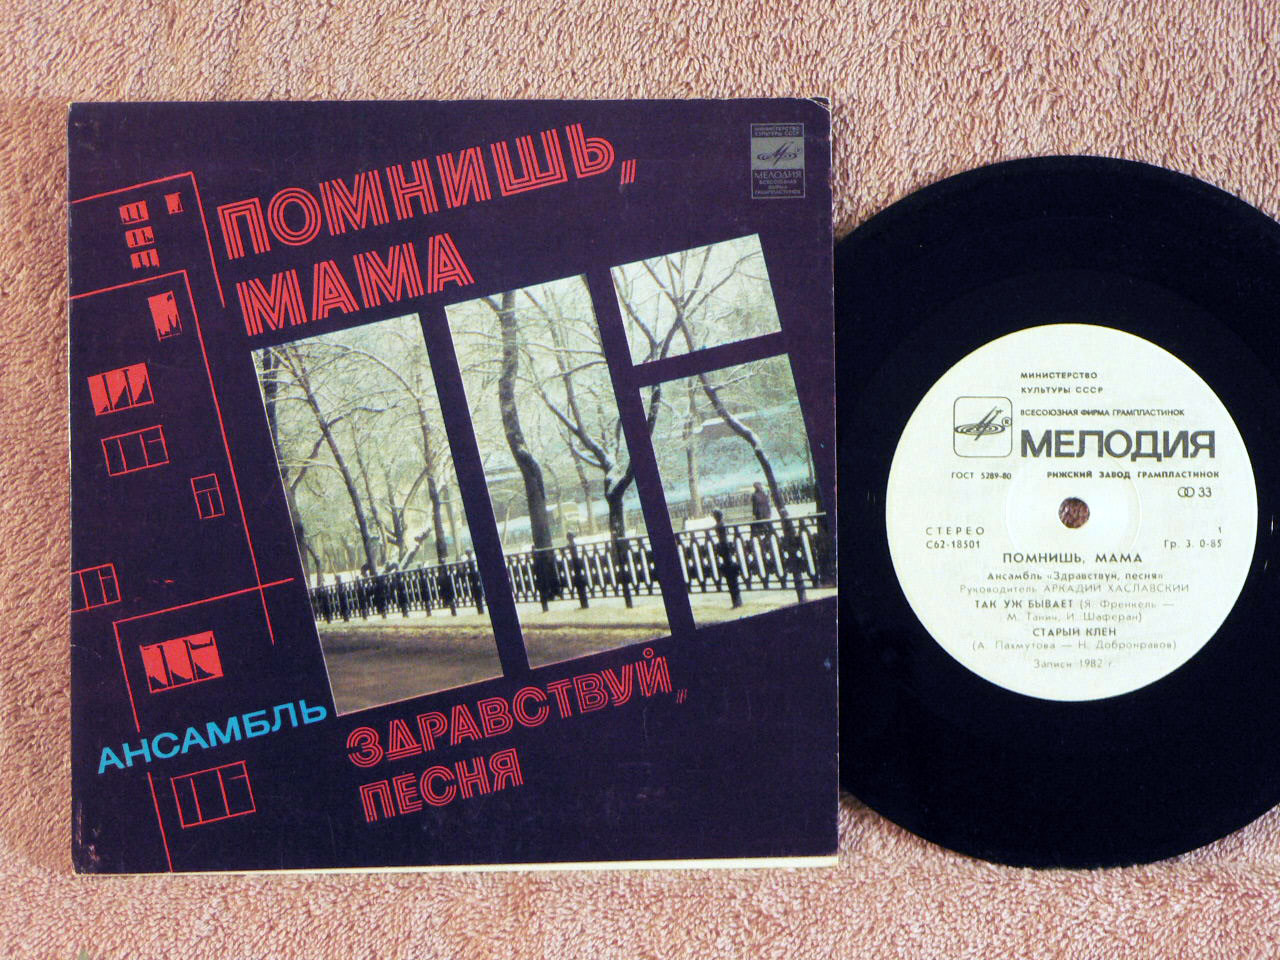 ПОМНИШЬ,
МАМА
МИНИСТЕРСТВО
КУЛЬТУРЫ СССР
МЕЛОДИЯ
ВСЕСОЮЗНАЯ
ФИРМА
ГРАМПЛАСТИНОК
АНСАМБЛЬ
ЗДРАВСТВУЙ,
ПЕСНЯ
МИНИСТЕРСТВО
КУЛЬТУРЫ СССР
ВСЕСОЮЗНАЯ ФИРМА ГРАМПЛАСТИНОК
МЕЛОДИЯ
ГОСТ 5289-80 РИЖСКИЙ ЗАВОД ГРАМПЛАСТИНОК
33
СТЕРЕО 1
С62-18501 Гр. 3. 0-85
ПОМНИШЬ, МАМА
Ансамбль «Здравствуй, песня»
Руководитель АРКАДИЙ ХАСЛАВСКИЙ
ТАК УЖ БЫВАЕТ (Я. Френкель —
М. Танич, И. Шаферан)
СТАРЫЙ КЛЕН
(А. Пахмутова — Н. Добронравов)
Запись 1982 г.